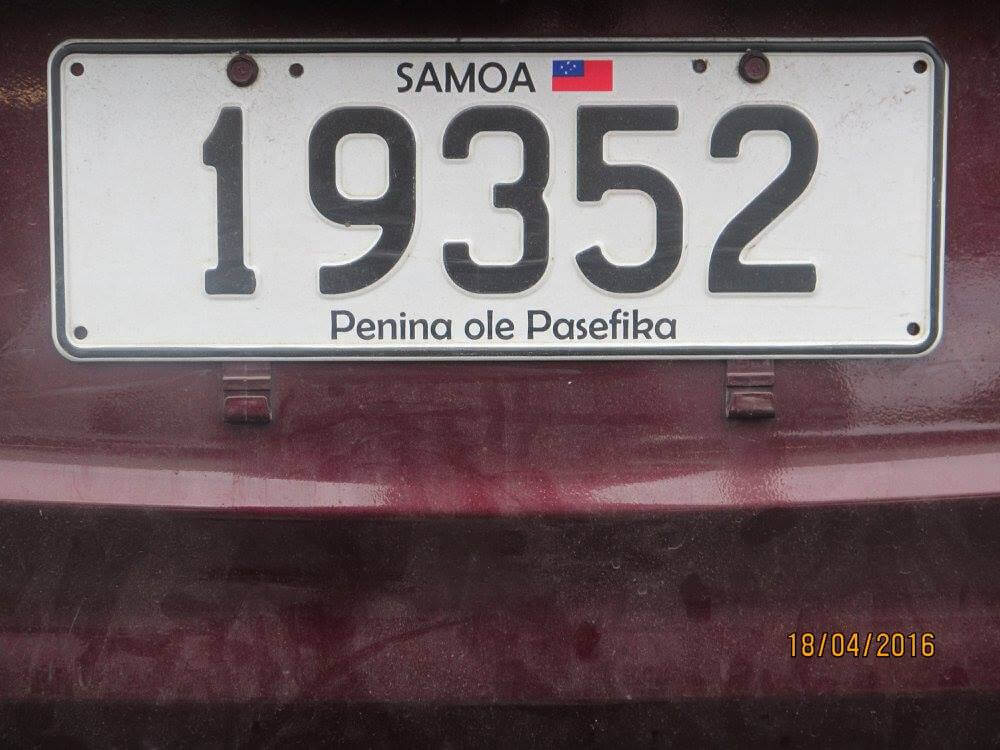 SAMOA
19352
Penina ole Pasefika
18/04/2016